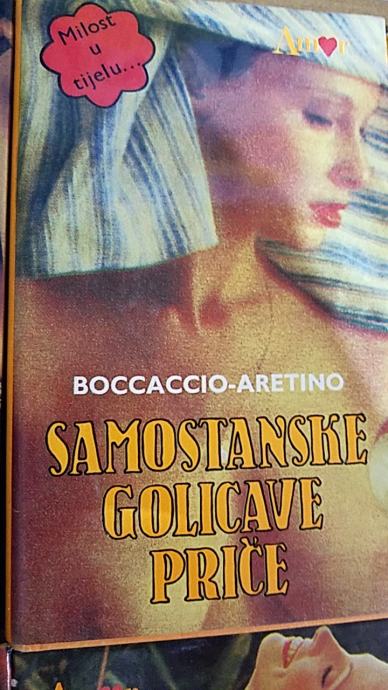 Milost
u
tijelu...
Amor
BOCCACCIO-ARETINO
SAMOSTANSKE
GOLICAVE
PRIČE